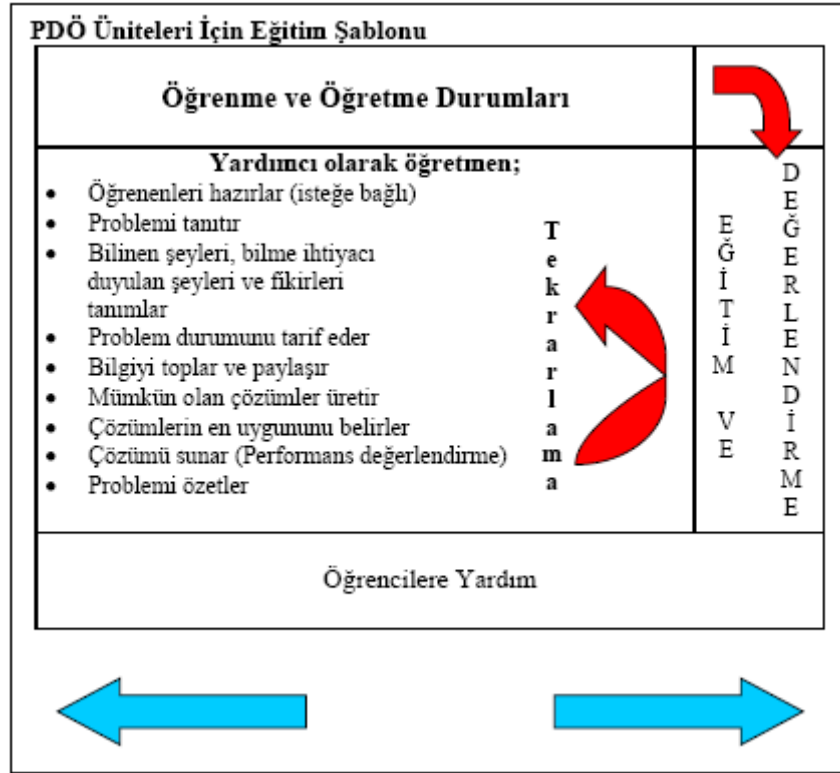 PDÖ Üniteleri İçin Eğitim Şablonu
Öğrenme ve Öğretme Durumları
Yardımcı olarak öğretmen;
• Öğrenenleri hazırlar (isteğe bağlı)
• Problemi tanıtır
• Bilinen şeyleri, bilme ihtiyacı
duyulan şeyleri ve fikirleri
tanımlar
• Problem durumunu tarif eder
• Bilgiyi toplar ve paylaşır
• Mümkün olan çözümler üretir
• Çözümlerin en uygununu belirler
• Çözümü sunar (Performans değerlendirme)
• Problemi özetler
Tekrarlama
EĞİTİM VE
DEĞERLENDİRME
Öğrencilere Yardım